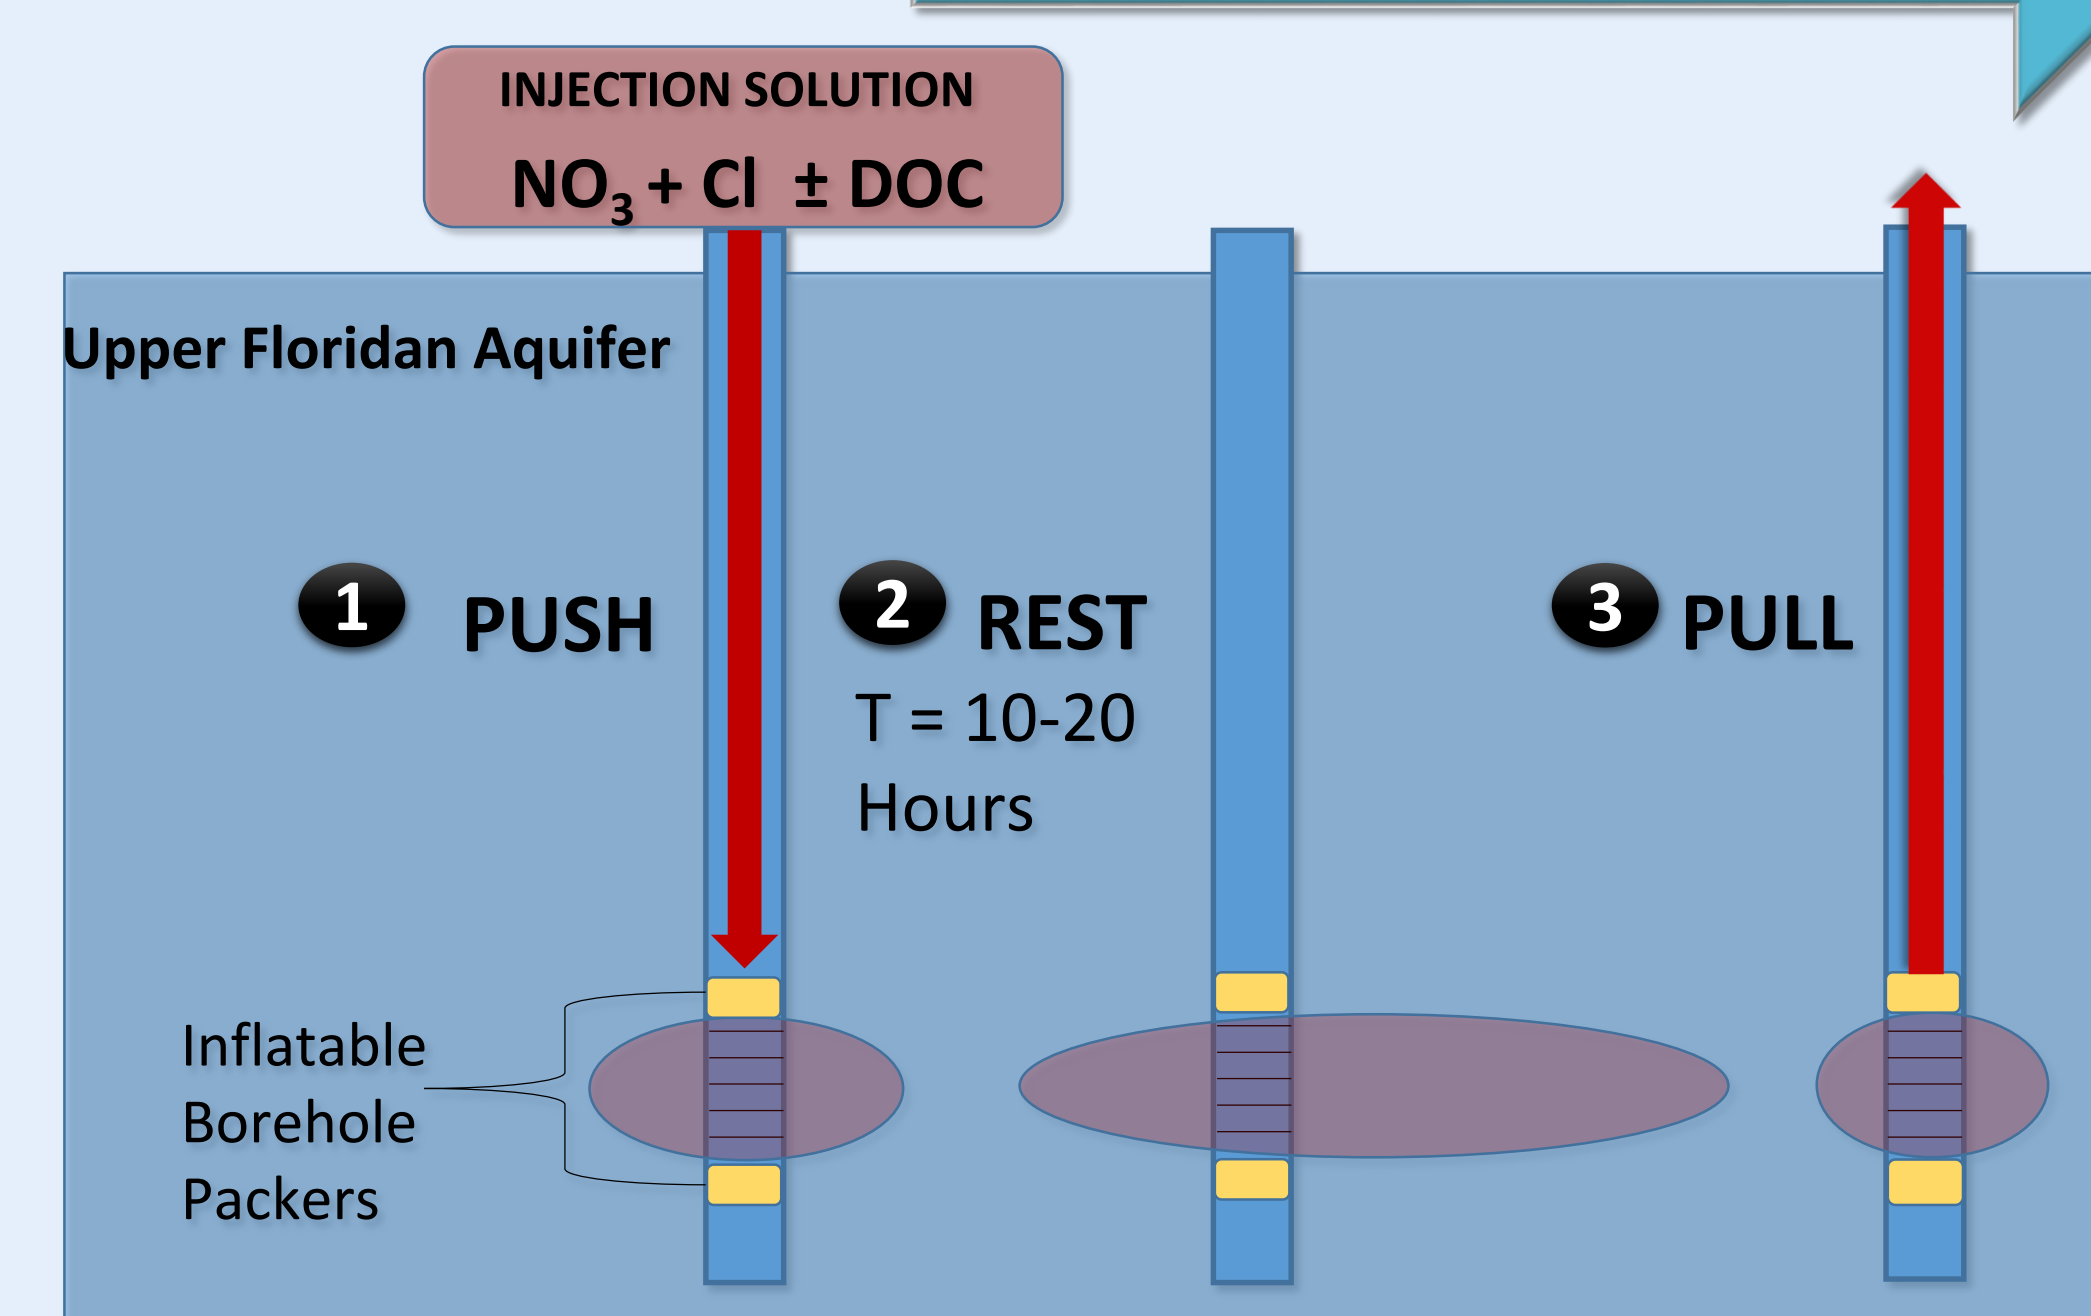 INJECTION SOLUTION
NO₃ + Cl ± DOC
Upper Floridan Aquifer
1 PUSH
2 REST
T = 10-20
Hours
3 PULL
Inflatable
Borehole
Packers